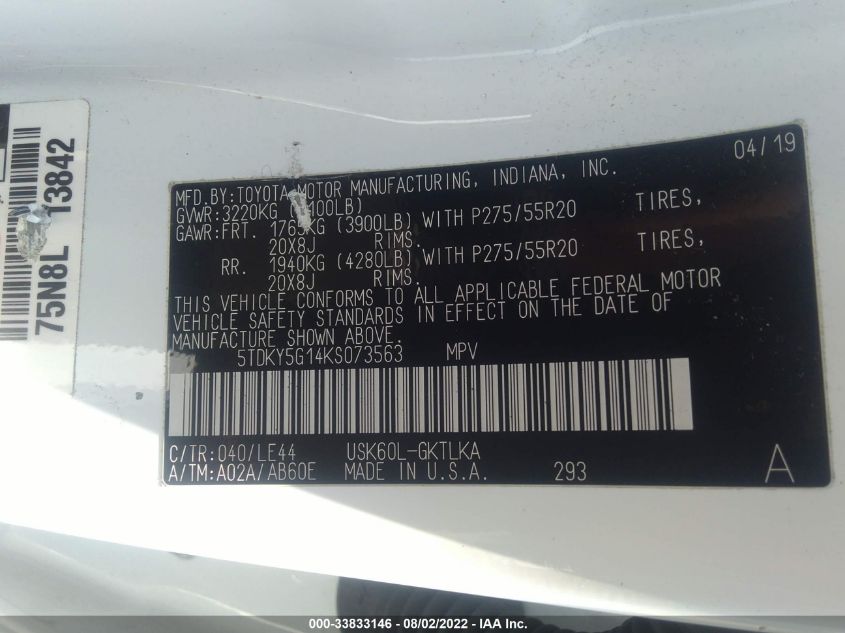 75N8L 13842
04/19
MFD.BY:TOYOTA MOTOR MANUFACTURING, INDIANA, INC.
GVWR:3220KG 100LB)
GAWR:FRT. 1765KG (3900LB) WITH P275/55R20 TIRES,
20X8J RIMS.
RR. 1940KG (4280LB) WITH P275/55R20 TIRES,
20X8J RIMS.
THIS VEHICLE CONFORMS TO ALL APPLICABLE FEDERAL MOTOR
VEHICLE SAFETY STANDARDS IN EFFECT ON THE DATE OF
MANUFACTURE SHOWN ABOVE.
5TDKY5G14KS073563 MPV
C/TR:040/LE44 USK60L-GKTLKA
A/TM:A02A/AB60E MADE IN U.S.A. 293 A
000-33833146 - 08/02/2022 - IAA Inc.